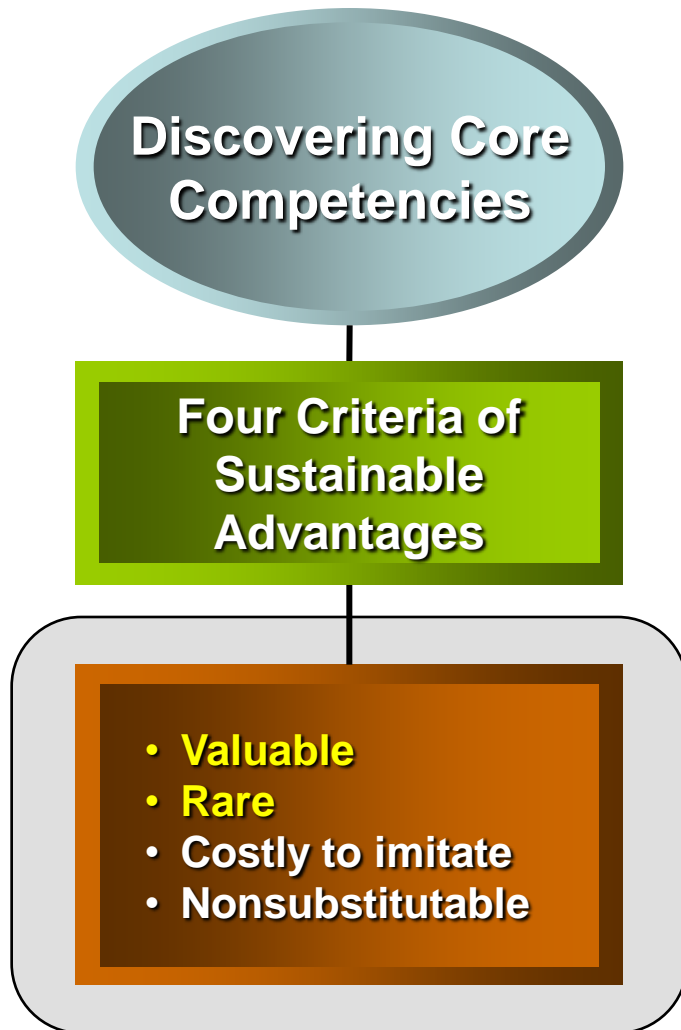 Discovering Core
Competencies
Four Criteria of
Sustainable
Advantages
• Valuable
• Rare
• Costly to imitate
• Nonsubstitutable